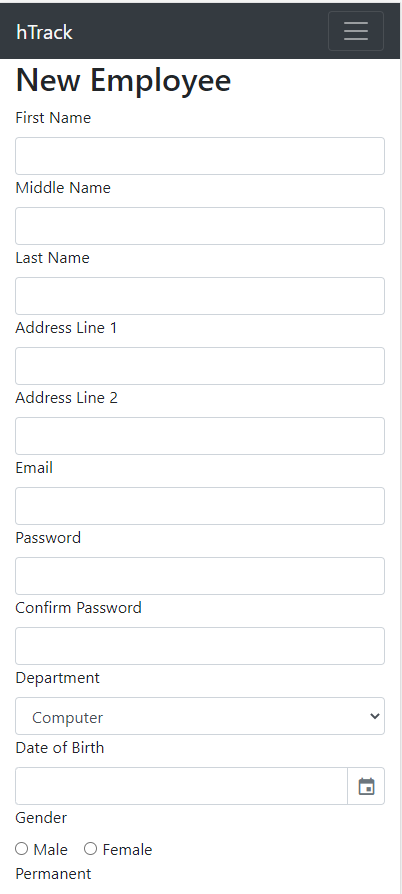 hTrack
New Employee
First Name
Middle Name
Last Name
Address Line 1
Address Line 2
Email
Password
Confirm Password
Department
Computer
Date of Birth
Gender
Male Female
Permanent